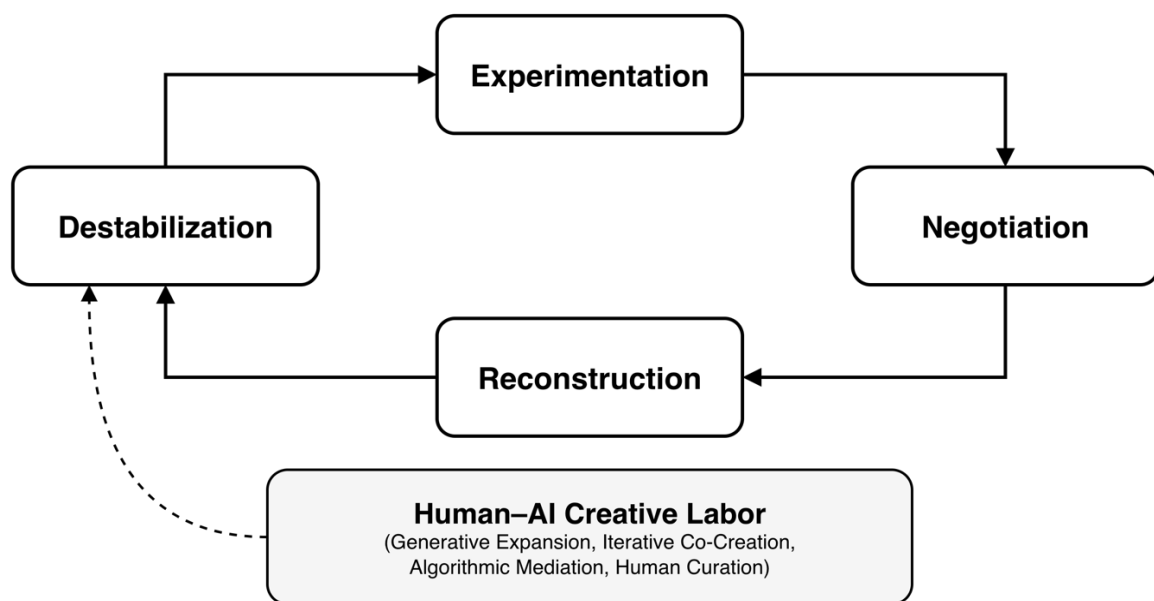 Experimentation
Destabilization
Negotiation
Reconstruction
Human–AI Creative Labor
(Generative Expansion, Iterative Co-Creation,
Algorithmic Mediation, Human Curation)